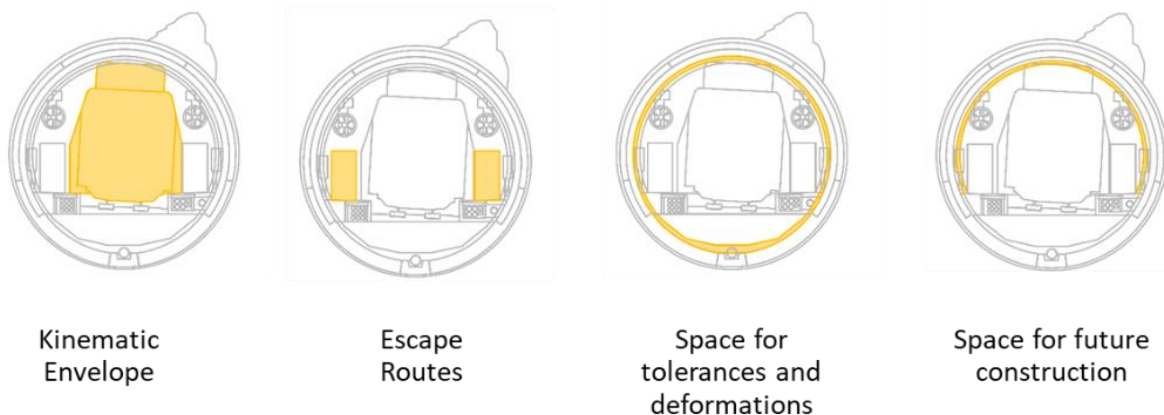 Kinematic
Envelope
Escape
Routes
Space for
tolerances and
deformations
Space for future
construction